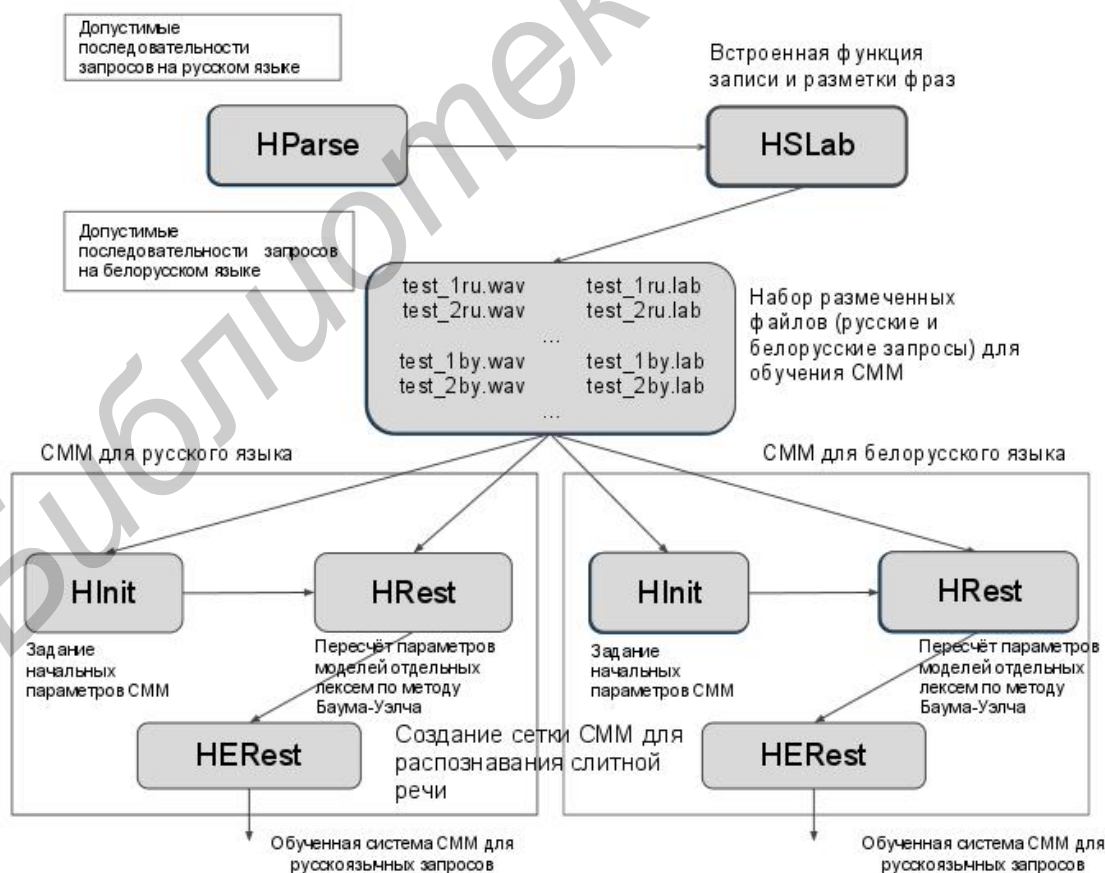 Допустимые
последовательности
запросов на русском языке
Встроенная функция
записи и разметки фраз
HParse
HSLab
Допустимые
последовательности запросов
на белорусском языке
test_1ru.wav test_1ru.lab
test_2ru.wav test_2ru.lab
...
test_1by.wav test_1by.lab
test_2by.wav test_2by.lab
...
Набор размеченных
файлов (русские и
белорусские запросы) для
обучения СММ
СММ для русского языка
СММ для белорусского языка
HInit
HRest
HInit
HRest
Задание
начальных
параметров СММ
Пересчёт параметров
моделей отдельных
лексем по методу
Баума-Уэлча
Задание
начальных
параметров СММ
Пересчёт параметров
моделей отдельных
лексем по методу
Баума-Уэлча
HERest
Создание сетки СММ для
распознавания слитной
речи
HERest
Обученная система СММ для
русскоязычных запросов
Обученная система СММ для
русскоязычных запросов